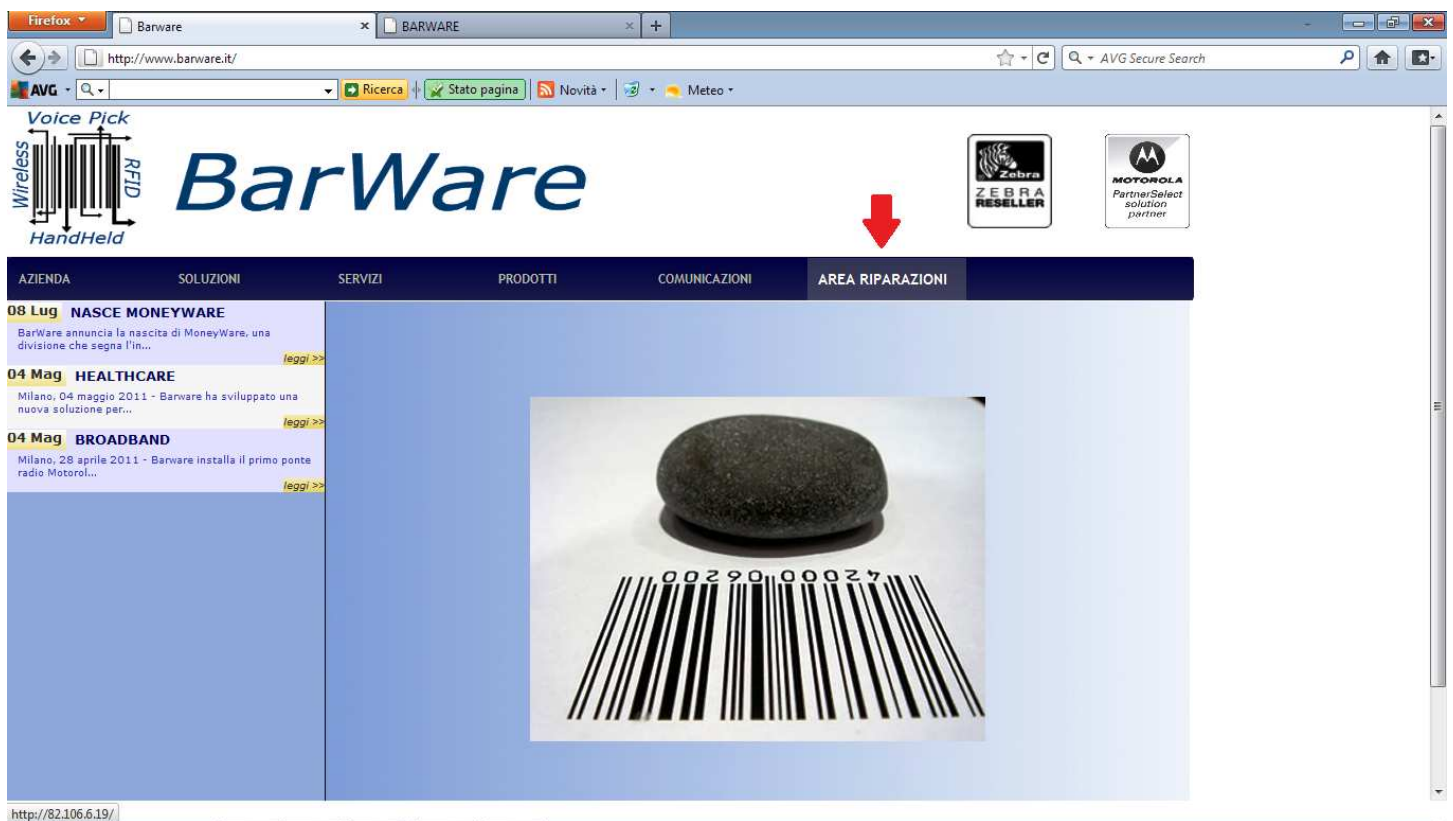 Firefox
Barware
BARWARE
http://www.barware.it/
AVG Secure Search
AVG
Ricerca
Stato pagina
Novità
Meteo
Voice Pick
Wireless
RFID
HandHeld
BarWare
Zebra
ZEBRA
RESELLER
MOTOROLA
PartnerSelect
solution
partner
AZIENDA SOLUZIONI SERVIZI PRODOTTI COMUNICAZIONI AREA RIPARAZIONI
08 Lug NASCE MONEYWARE
BarWare annuncia la nascita di MoneyWare, una
divisione che segna l'in...
leggi >>
04 Mag HEALTHCARE
Milano, 04 maggio 2011 - Barware ha sviluppato una
nuova soluzione per...
leggi >>
04 Mag BROADBAND
Milano, 28 aprile 2011 - Barware installa il primo ponte
radio Motorol...
leggi >>
http://82.106.6.19/